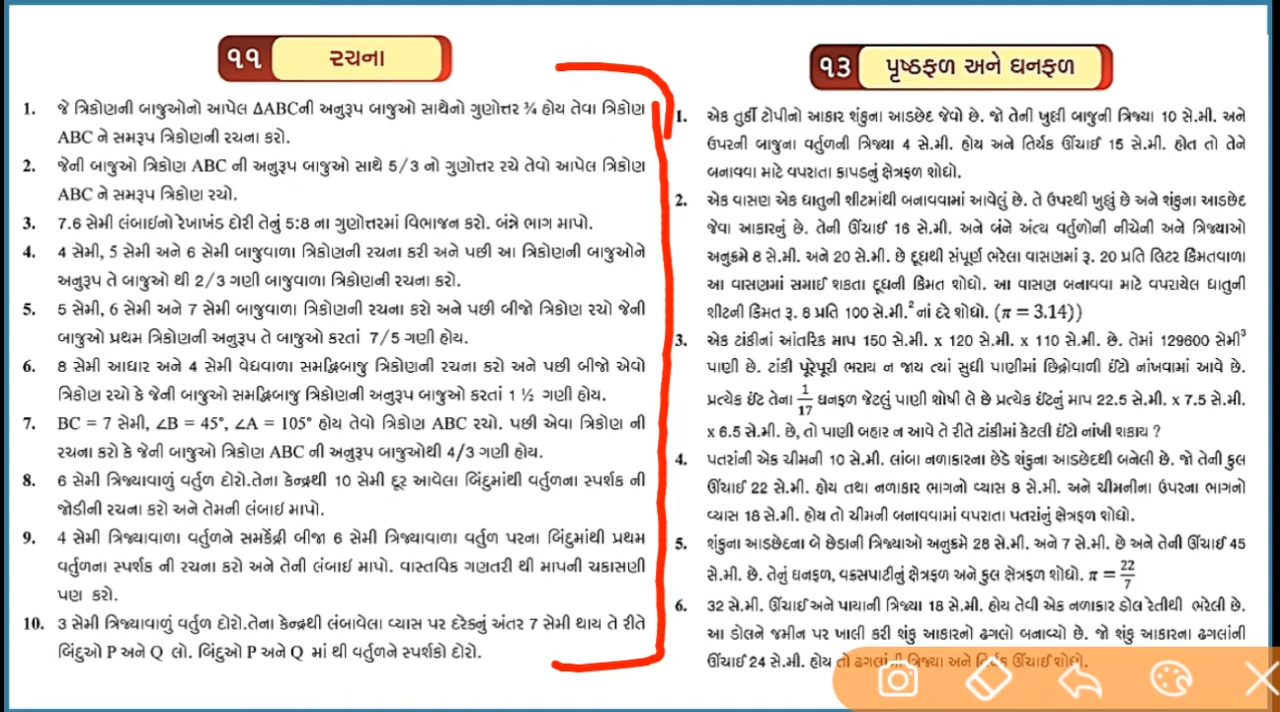 ૧૧ રચના
1. જે ત્રિકોણની બાજુઓનો આપેલ ΔABCની અનુરૂપ બાજુઓ સાથેનો ગુણોત્તર ¾ હોય તેવા ત્રિકોણ
ABC ને સમરૂપ ત્રિકોણની રચના કરો.
2. જેની બાજુઓ ત્રિકોણ ABC ની અનુરૂપ બાજુઓ સાથે 5/3 નો ગુણોત્તર રચે તેવો આપેલ ત્રિકોણ
ABC ને સમરૂપ ત્રિકોણ રચો.
3. 7.6 સેમી લંબાઈનો રેખાખંડ દોરી તેનું 5:8 ના ગુણોત્તરમાં વિભાજન કરો. બંન્ને ભાગ માપો.
4. 4 સેમી, 5 સેમી અને 6 સેમી બાજુવાળા ત્રિકોણની રચના કરી અને પછી આ ત્રિકોણની બાજુઓને
અનુરૂપ તે બાજુઓ થી 2/3 ગણી બાજુવાળા ત્રિકોણની રચના કરો.
5. 5 સેમી, 6 સેમી અને 7 સેમી બાજુવાળા ત્રિકોણની રચના કરો અને પછી બીજો ત્રિકોણ રચો જેની
બાજુઓ પ્રથમ ત્રિકોણની અનુરૂપ તે બાજુઓ કરતાં 7/5 ગણી હોય.
6. 8 સેમી આધાર અને 4 સેમી વેધવાળા સમદ્વિબાજુ ત્રિકોણની રચના કરો અને પછી બીજો એવો
ત્રિકોણ રચો કે જેની બાજુઓ સમદ્વિબાજુ ત્રિકોણની અનુરૂપ બાજુઓ કરતાં 1 ½ ગણી હોય.
7. BC = 7 સેમી, ∠B = 45°, ∠A = 105° હોય તેવો ત્રિકોણ ABC રચો. પછી એવા ત્રિકોણ ની
રચના કરો કે જેની બાજુઓ ત્રિકોણ ABC ની અનુરૂપ બાજુઓથી 4/3 ગણી હોય.
8. 6 સેમી ત્રિજ્યાવાળું વર્તુળ દોરો.તેના કેન્દ્રથી 10 સેમી દૂર આવેલા બિંદુમાંથી વર્તુળના સ્પર્શક ની
જોડીની રચના કરો અને તેમની લંબાઈ માપો.
9. 4 સેમી ત્રિજ્યાવાળા વર્તુળને સમકેંદ્રી બીજા 6 સેમી ત્રિજ્યાવાળા વર્તુળ પરના બિંદુમાંથી પ્રથમ
વર્તુળના સ્પર્શક ની રચના કરો અને તેની લંબાઈ માપો. વાસ્તવિક ગણતરી થી માપની ચકાસણી
પણ કરો.
10. 3 સેમી ત્રિજ્યાવાળું વર્તુળ દોરો.તેના કેન્દ્રથી લંબાવેલા વ્યાસ પર દરેકનું અંતર 7 સેમી થાય તે રીતે
બિંદુઓ P અને Q લો. બિંદુઓ P અને Q માં થી વર્તુળને સ્પર્શકો દોરો.
૧૩ પૃષ્ઠફળ અને ઘનફળ
1. એક તુર્કી ટોપીનો આકાર શંકુના આડછેદ જેવો છે. જો તેની ખુલ્લી બાજુની ત્રિજ્યા 10 સે.મી. અને
ઉપરની બાજુના વર્તુળની ત્રિજ્યા 4 સે.મી. હોય અને તિર્યક ઊંચાઈ 15 સે.મી. હોત તો તેને
બનાવવા માટે વપરાતા કાપડનું ક્ષેત્રફળ શોધો.
2. એક વાસણ એક ધાતુની શીટમાંથી બનાવવામાં આવેલું છે. તે ઉપરથી ખુલ્લું છે અને શંકુના આડછેદ
જેવા આકારનું છે. તેની ઊંચાઈ 16 સે.મી. અને બંને અંત્ય વર્તુળોની નીચેની અને ત્રિજ્યાઓ
અનુક્રમે 8 સે.મી. અને 20 સે.મી. છે દૂધથી સંપૂર્ણ ભરેલા વાસણમાં રૂ. 20 પ્રતિ લિટર કિંમતવાળા
આ વાસણમાં સમાઈ શકતા દૂધની કિંમત શોધો. આ વાસણ બનાવવા માટે વપરાયેલ ધાતુની
શીટની કિંમત રૂ. 8 પ્રતિ 100 સે.મી.² નાં દરે શોધો. (π = 3.14))
3. એક ટાંકીનાં આંતરિક માપ 150 સે.મી. x 120 સે.મી. x 110 સે.મી. છે. તેમાં 129600 સેમી³
પાણી છે. ટાંકી પૂરેપૂરી ભરાય ન જાય ત્યાં સુધી પાણીમાં છિદ્રોવાળી ઈંટો નાંખવામાં આવે છે.
પ્રત્યેક ઈંટ તેના 1/17 ઘનફળ જેટલું પાણી શોષી લે છે પ્રત્યેક ઈંટનું માપ 22.5 સે.મી. x 7.5 સે.મી.
x 6.5 સે.મી. છે, તો પાણી બહાર ન આવે તે રીતે ટાંકીમાં કેટલી ઈંટો નાંખી શકાય ?
4. પતરાંની એક ચીમની 10 સે.મી. લાંબા નળાકારના છેડે શંકુના આડછેદથી બનેલી છે. જો તેની કુલ
ઊંચાઈ 22 સે.મી. હોય તથા નળાકાર ભાગનો વ્યાસ 8 સે.મી. અને ચીમનીના ઉપરના ભાગનો
વ્યાસ 18 સે.મી. હોય તો ચીમની બનાવવામાં વપરાતા પતરાંનું ક્ષેત્રફળ શોધો.
5. શંકુના આડછેદના બે છેડાની ત્રિજ્યાઓ અનુક્રમે 28 સે.મી. અને 7 સે.મી. છે અને તેની ઊંચાઈ 45
સે.મી. છે. તેનું ઘનફળ, વક્રસપાટીનું ક્ષેત્રફળ અને કુલ ક્ષેત્રફળ શોધો. π = 22/7
6. 32 સે.મી. ઊંચાઈ અને પાયાની ત્રિજ્યા 18 સે.મી. હોય તેવી એક નળાકાર ડોલ રેતીથી ભરેલી છે.
આ ડોલને જમીન પર ખાલી કરી શંકુ આકારનો ઢગલો બનાવ્યો છે. જો શંકુ આકારના ઢગલાંની
ઊંચાઈ 24 સે.મી. હોય તો ઢગલાંની ત્રિજ્યા અને તિર્યક ઊંચાઈ શોધો.